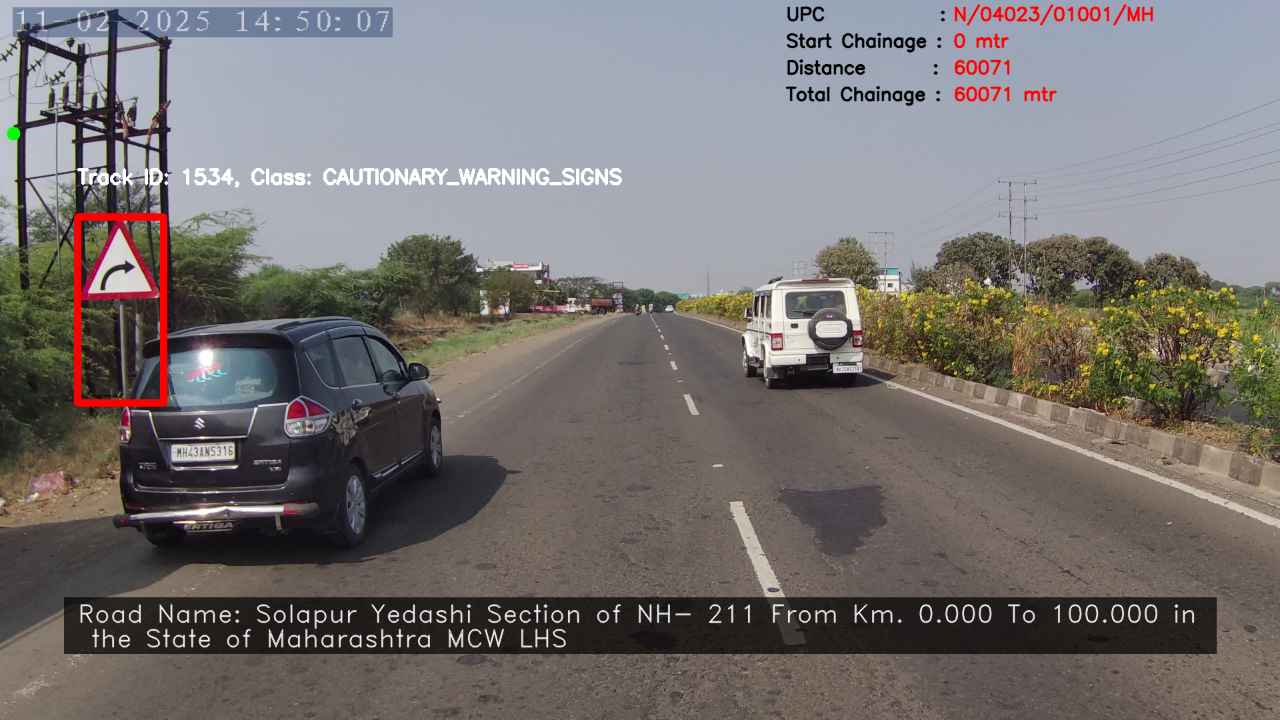 11-02-2025 14:50:07
UPC : N/04023/01001/MH
Start Chainage : 0 mtr
Distance : 60071
Total Chainage : 60071 mtr
Track ID: 1534, Class: CAUTIONARY_WARNING_SIGNS
MH43AN5316
ERTIGA
ERTIGA
Road Name: Solapur Yedashi Section of NH- 211 From Km. 0.000 To 100.000 in
the State of Maharashtra MCW LHS